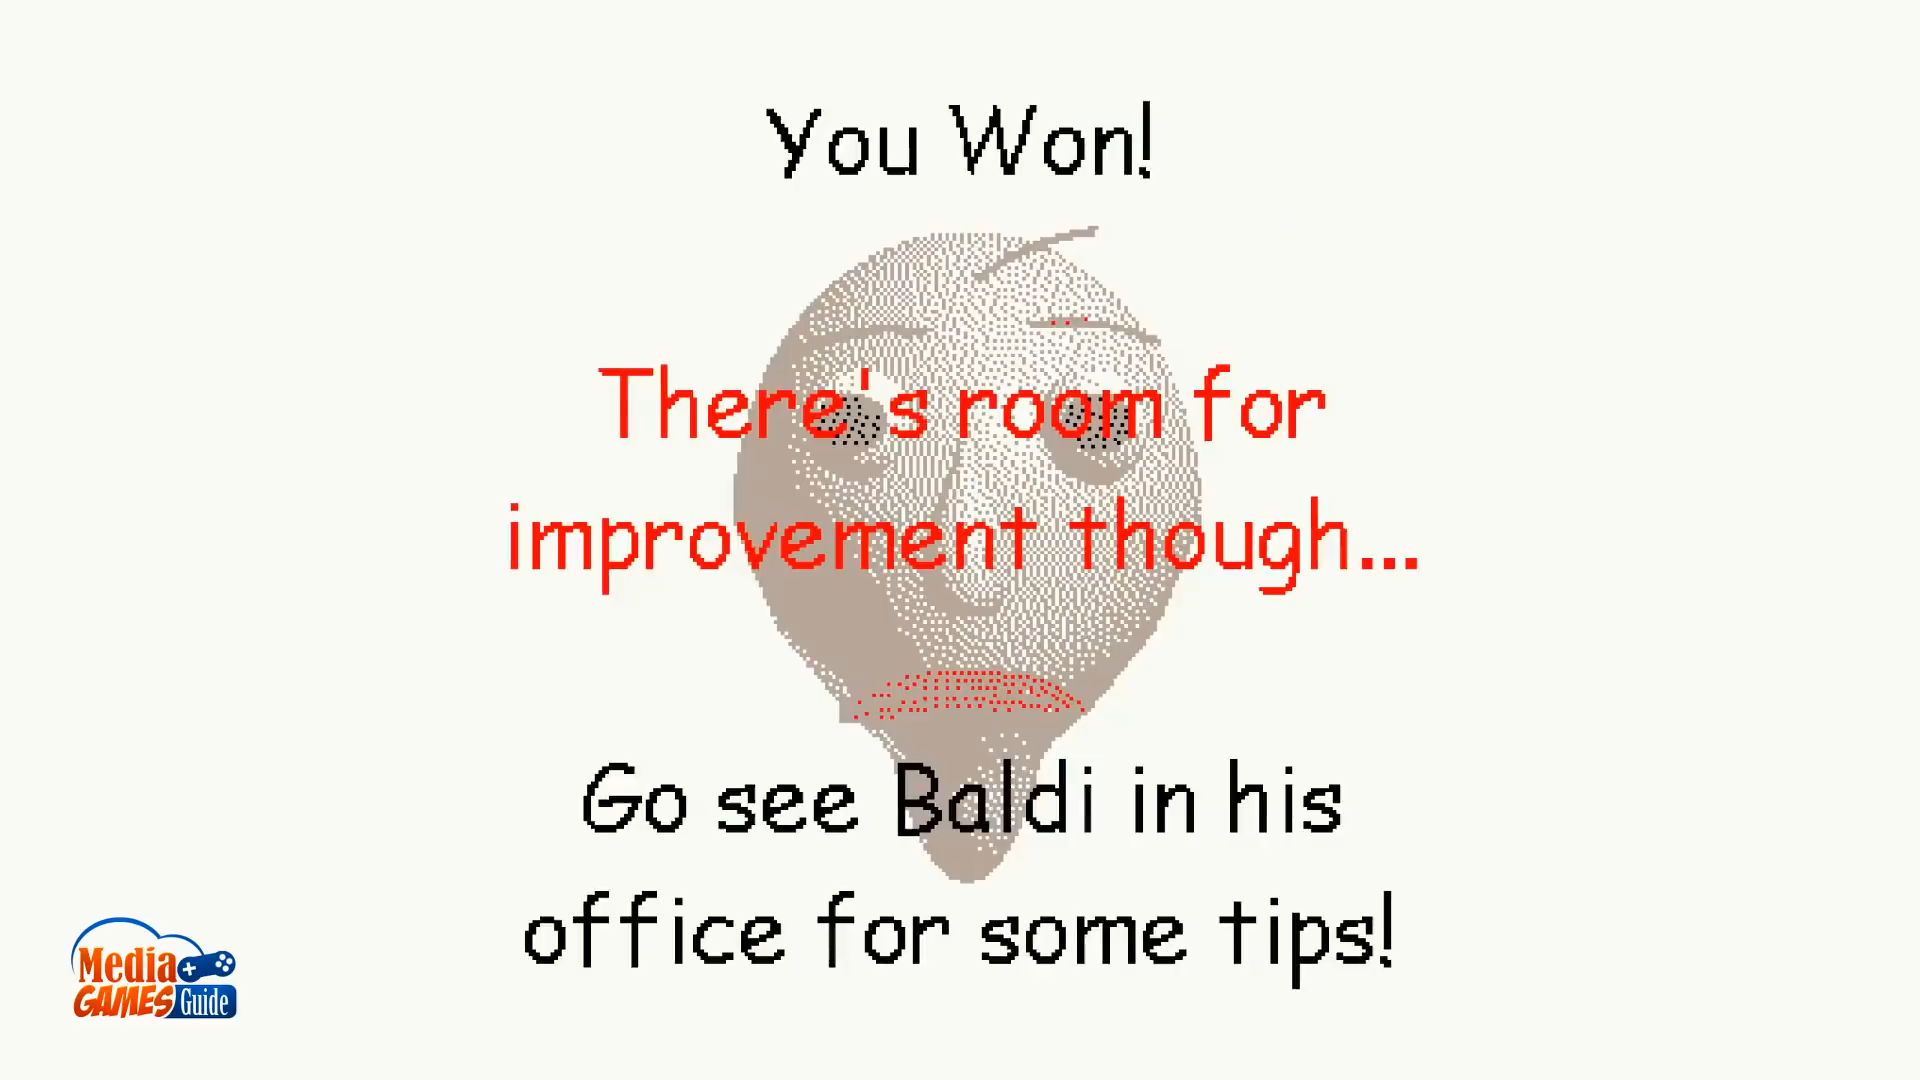 You Won!
There's room for
improvement though...
Go see Baldi in his
office for some tips!
Media
GAMES
Guide